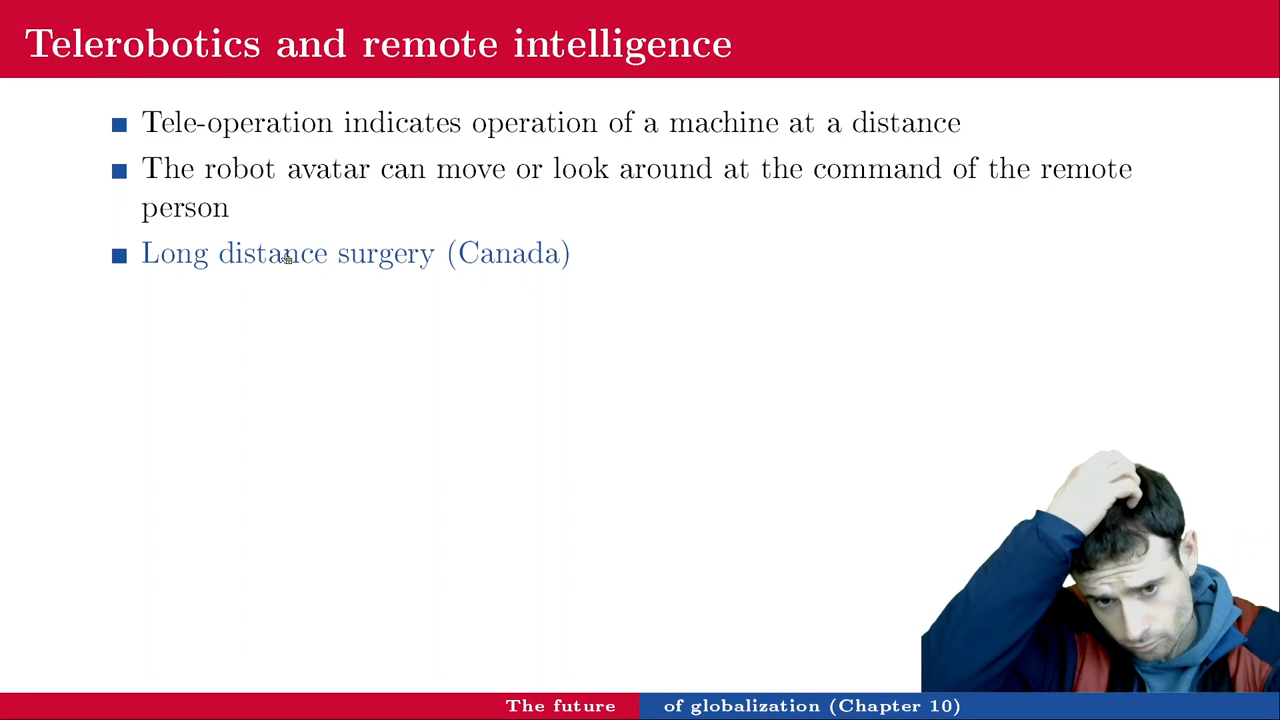 Telerobotics and remote intelligence
Tele-operation indicates operation of a machine at a distance
The robot avatar can move or look around at the command of the remote
person
Long distance surgery (Canada)
The future of globalization (Chapter 10)